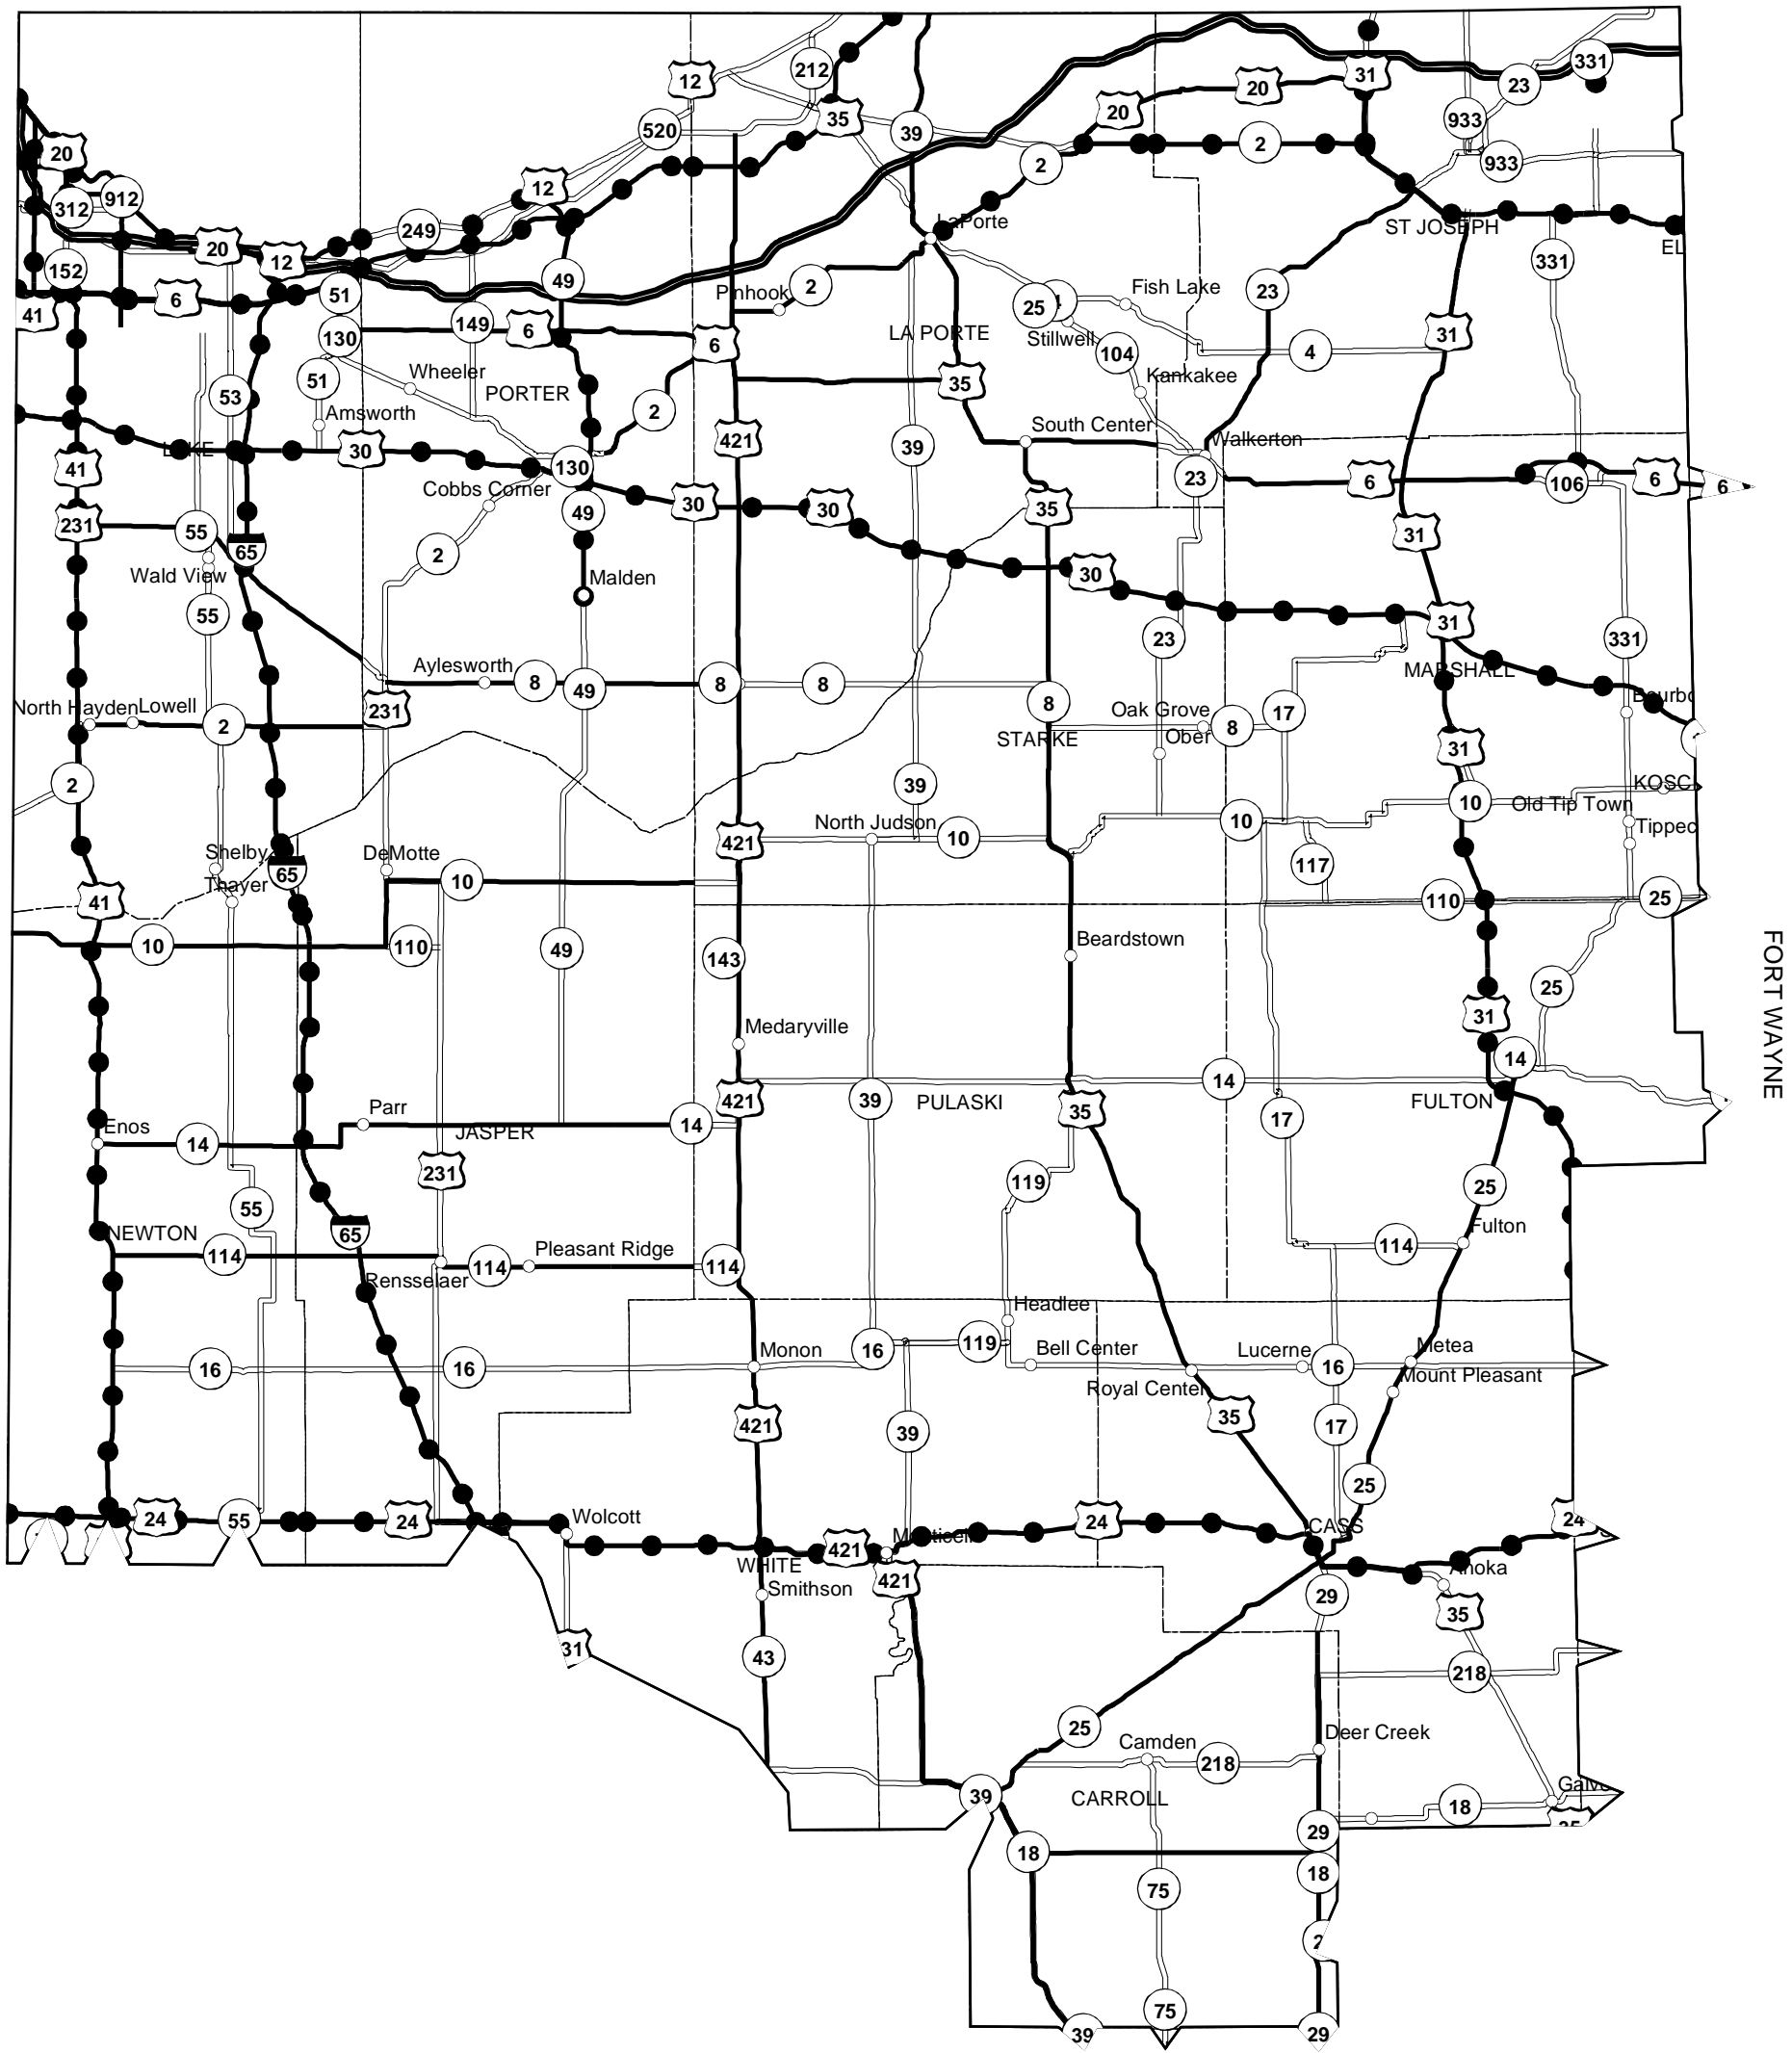 12
212
35
39
31
331
23
20
20
933
520
2
2
933
20
312
912
12
249
LaPorte
ST JOSEPH
EL
20
12
152
6
51
49
Pinhook
2
25
Fish Lake
23
331
41
130
149
6
6
LA PORTE
Stillwell
104
4
31
51
Wheeler
PORTER
35
Kankakee
53
Amsworth
2
421
39
South Center
Walkerton
41
30
130
23
6
106
6
6
Cobbs Corner
231
55
65
49
30
30
35
31
Wald View
2
Malden
30
55
23
31
331
Aylesworth
8
49
8
8
8
MARSHALL
North Hayden
Lowell
2
231
Oak Grove
8
17
STARKE
Ober
31
2
39
10
Old Tip Town
KOSC
North Judson
10
10
421
Tippec
Shelby
DeMotte
65
10
117
Thayer
41
110
25
10
110
49
143
Beardstown
25
FORT WAYNE
Medaryville
31
14
421
39
PULASKI
35
14
17
FULTON
Enos
Parr
14
JASPER
14
231
119
25
55
NEWTON
65
114
Rensselaer
114
Pleasant Ridge
114
114
Fulton
Headlee
16
16
Monon
16
119
Bell Center
Lucerne
16
Metea
Royal Center
Mount Pleasant
421
39
35
17
25
24
55
24
Wolcott
421
24
CASS
24
WHITE
421
Anoka
Smithson
29
35
31
43
218
25
Camden
218
Deer Creek
39
CARROLL
18
29
18
18
75
75
39
29